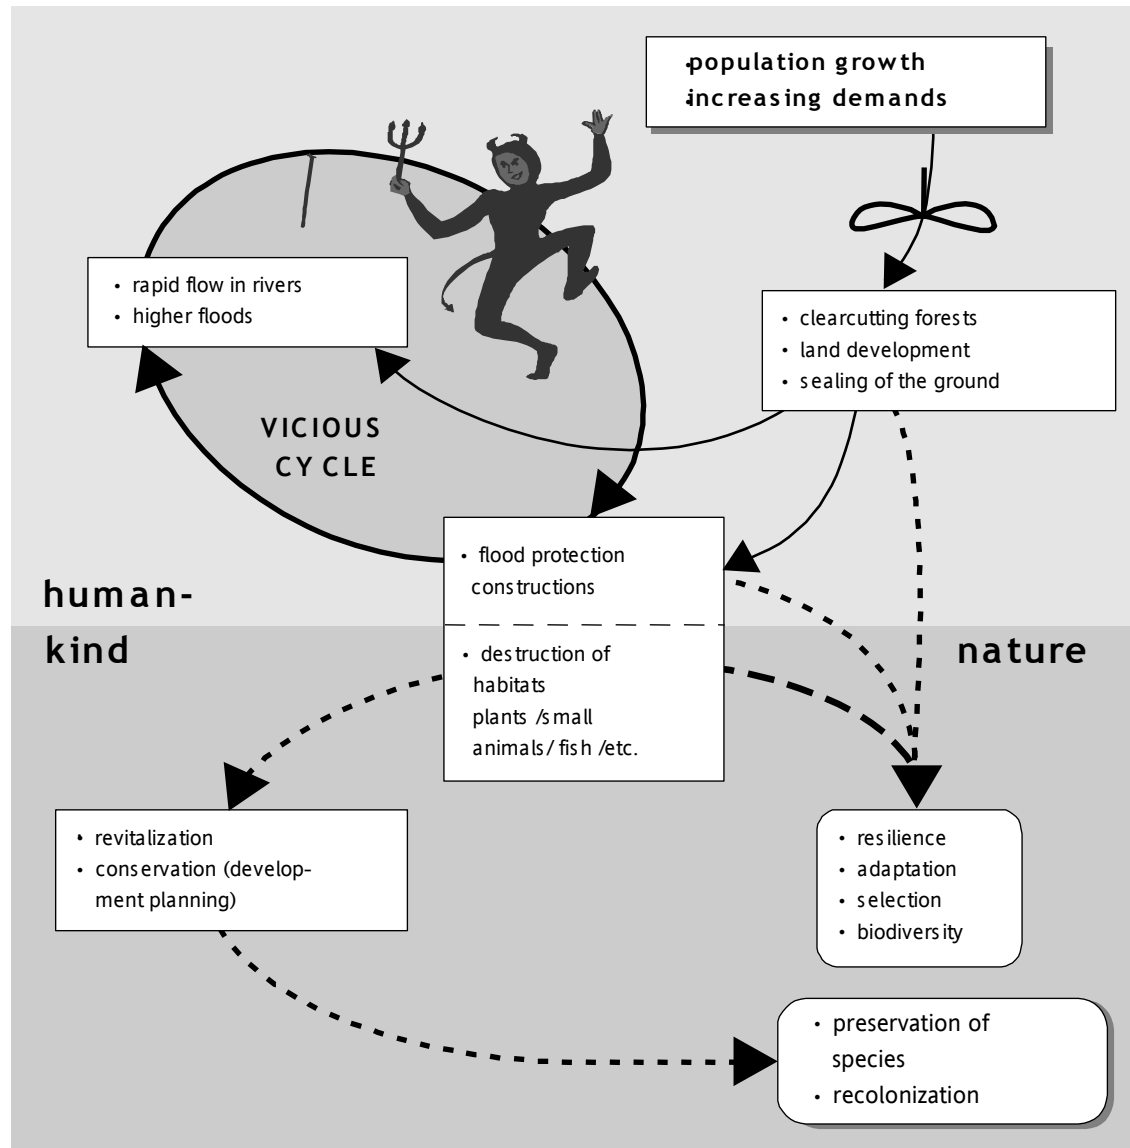 • population growth
• increasing demands
• rapid flow in rivers
• higher floods
• clearcutting forests
• land development
• sealing of the ground
VICIOUS
CYCLE
• flood protection
constructions
human-
kind
nature
• destruction of
habitats
plants /small
animals/ fish /etc.
• revitalization
• conservation (develop-
ment planning)
• resilience
• adaptation
• selection
• biodiversity
• preservation of
species
• recolonization